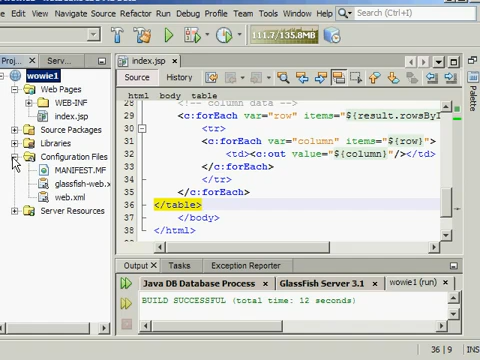 Refactor Run Debug Profile Team Tools Window Help
Search (Ctrl+I)
111.7/135.8MB
Proj...
Serv...
index.jsp
wowie1
Source
History
Web Pages
WEB-INF
index.jsp
Source Packages
Libraries
Configuration Files
MANIFEST.MF
glassfish-web.x
web.xml
Server Resources
html body table
28 <!-- column data -->
29 <c:forEach var="row" items="${result.rowsByI
30 <tr>
31 <c:forEach var="column" items="${row}">
32 <td><c:out value="${column}"/></td>
33 </c:forEach>
34 </tr>
35 </c:forEach>
36 </table>
37 </body>
38 </html>
Palette
Output
Tasks
Exception Reporter
Java DB Database Process
GlassFish Server 3.1
wowie1 (run)
BUILD SUCCESSFUL (total time: 12 seconds)
36 | 9
INS